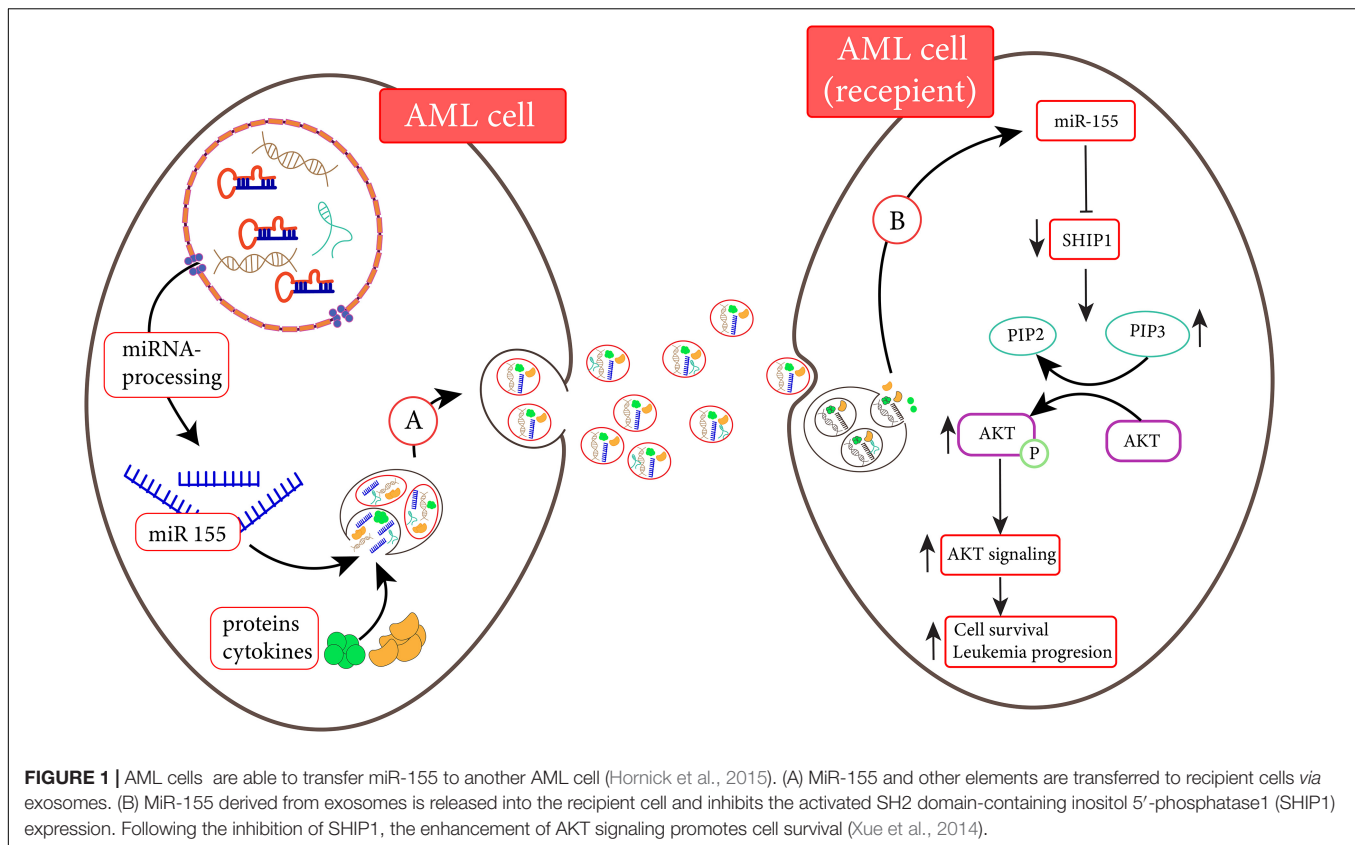 AML cell
AML cell
(recepient)
miRNA-
processing
miR 155
proteins
cytokines
A
B
miR-155
SHIP1
PIP2
PIP3
AKT
P
AKT
AKT signaling
Cell survival
Leukemia progresion
FIGURE 1 | AML cells are able to transfer miR-155 to another AML cell (Hornick et al., 2015). (A) MiR-155 and other elements are transferred to recipient cells via
exosomes. (B) MiR-155 derived from exosomes is released into the recipient cell and inhibits the activated SH2 domain-containing inositol 5′-phosphatase1 (SHIP1)
expression. Following the inhibition of SHIP1, the enhancement of AKT signaling promotes cell survival (Xue et al., 2014).